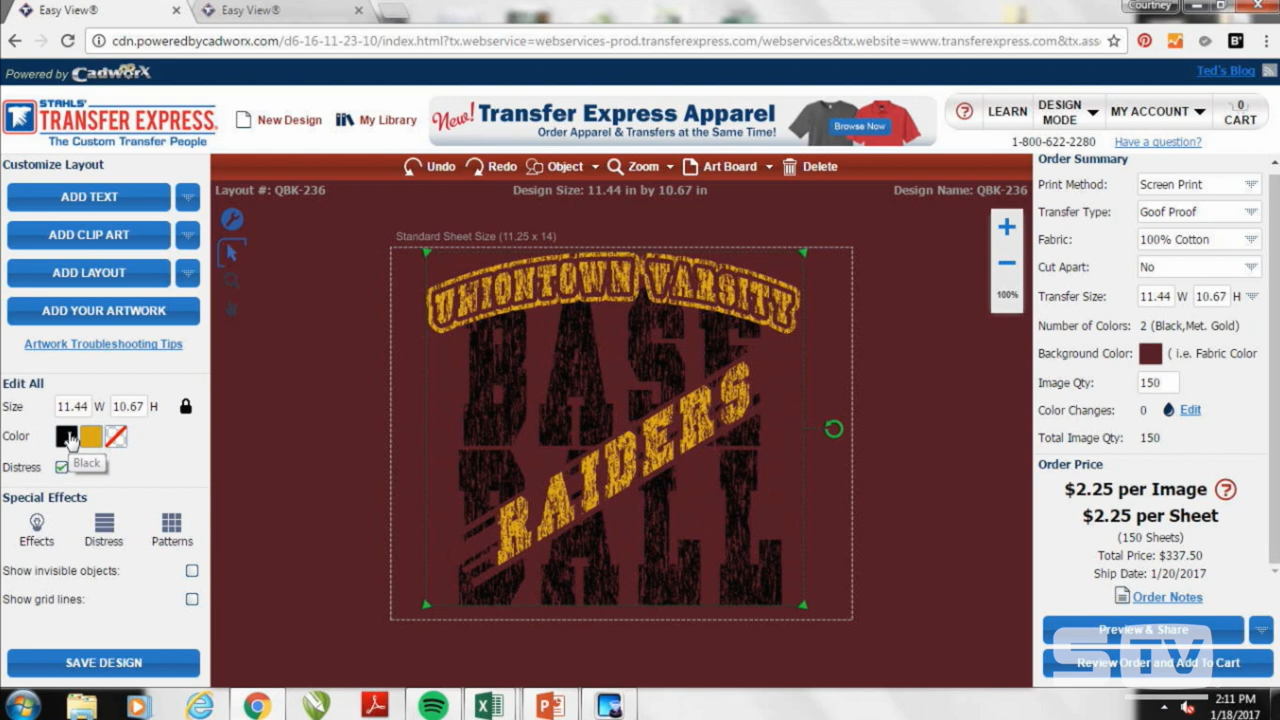 Easy View®
Easy View®
Courtney
cdn.poweredbycadworx.com/d6-16-11-23-10/index.html?tx.webservice=webservices-prod.transferexpress.com/webservices&tx.website=www.transferexpress.com&tx.ass
Powered by CadworX
Ted's Blog
STAHLS'
TRANSFER EXPRESS.
The Custom Transfer People
New Design
My Library
New! Transfer Express Apparel
Order Apparel & Transfers at the Same Time!
Browse Now
LEARN
DESIGN MODE
MY ACCOUNT
0 CART
1-800-622-2280
Have a question?
Customize Layout
ADD TEXT
ADD CLIP ART
ADD LAYOUT
ADD YOUR ARTWORK
Artwork Troubleshooting Tips
Edit All
Size 11.44 W 10.67 H
Color
Black
Distress
Special Effects
Effects Distress Patterns
Show invisible objects:
Show grid lines:
SAVE DESIGN
Undo Redo Object Zoom Art Board Delete
Layout #: QBK-236 Design Size: 11.44 in by 10.67 in Design Name: QBK-236
Standard Sheet Size (11.25 x 14)
100%
UNIONTOWN VARSITY
BASE
RAIDERS
BALL
Order Summary
Print Method: Screen Print
Transfer Type: Goof Proof
Fabric: 100% Cotton
Cut Apart: No
Transfer Size: 11.44 W 10.67 H
Number of Colors: 2 (Black,Met. Gold)
Background Color: ( i.e. Fabric Color
Image Qty: 150
Color Changes: 0 Edit
Total Image Qty: 150
Order Price
$2.25 per Image
$2.25 per Sheet
(150 Sheets)
Total Price: $337.50
Ship Date: 1/20/2017
Order Notes
Preview & Share
Review Order and Add To Cart
STV
2:11 PM
1/18/2017